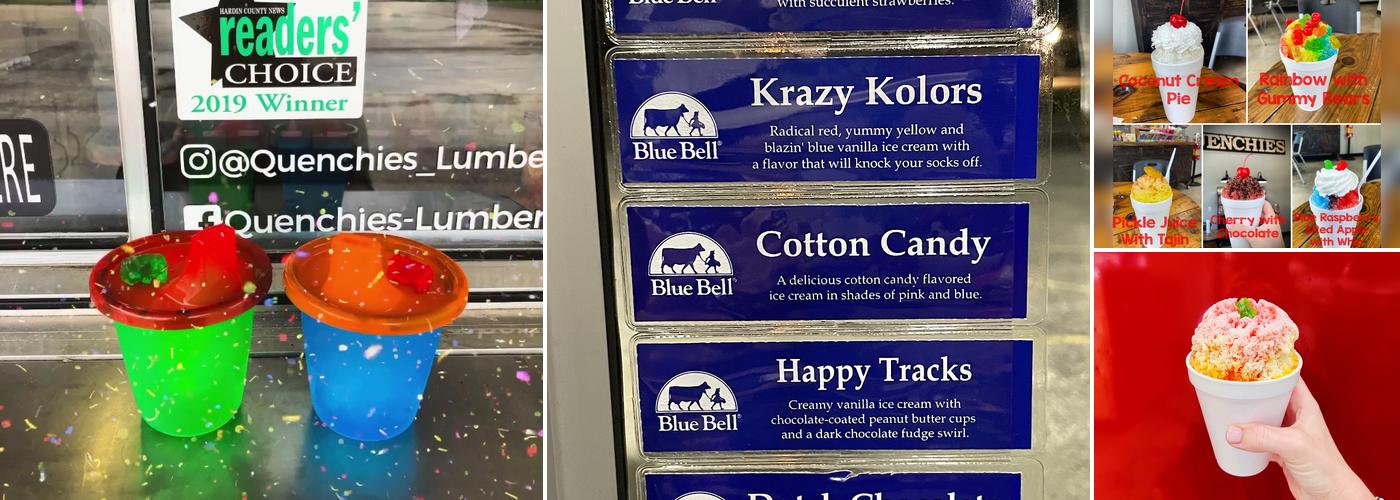 HARDIN COUNTY NEWS
readers'
CHOICE
2019 Winner
@Quenchies_Lumbe
Quenchies-Lumber
with succulent strawberries.
Blue Bell
Krazy Kolors
Radical red, yummy yellow and
blazin' blue vanilla ice cream with
a flavor that will knock your socks off.
Blue Bell
Cotton Candy
A delicious cotton candy flavored
ice cream in shades of pink and blue.
Blue Bell
Happy Tracks
Creamy vanilla ice cream with
chocolate-coated peanut butter cups
and a dark chocolate fudge swirl.
Blue Bell
Dutch Chocolate
Coconut Cream
Pie
Rainbow with
Gummy Bears
ENCHIES
Pickle Juice
With Tajin
Cherry with
Chocolate
Blue Raspberry
with Whip